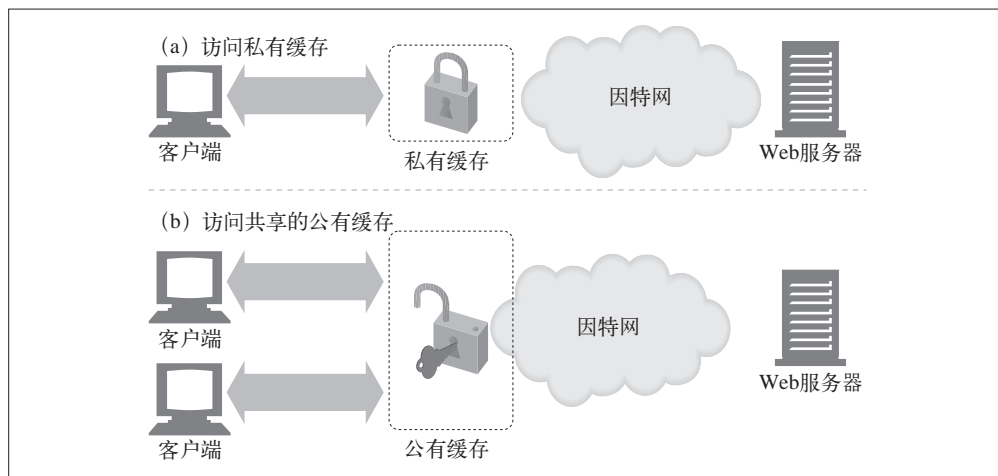 （a）访问私有缓存
因特网
客户端
私有缓存
Web服务器
（b）访问共享的公有缓存
客户端
因特网
Web服务器
客户端
公有缓存